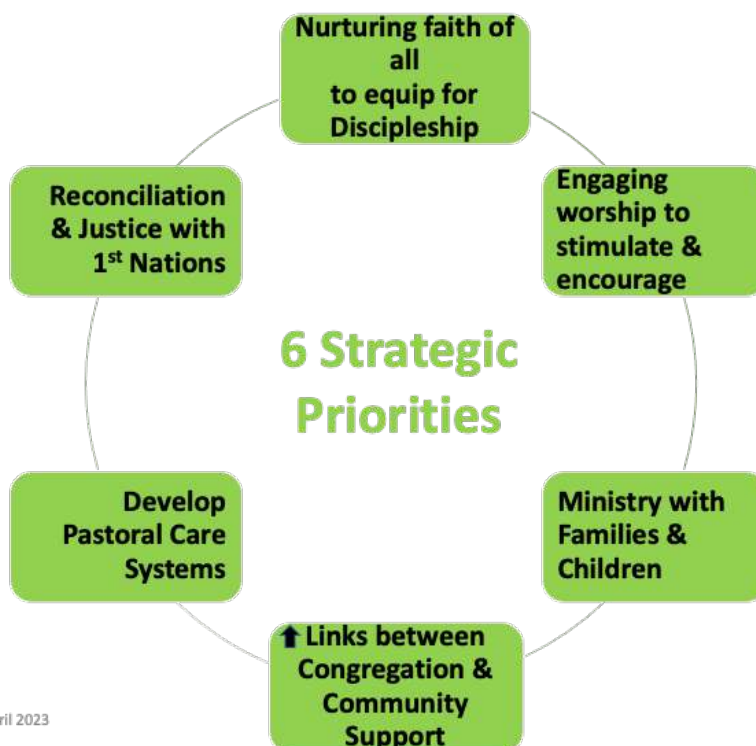 Nurturing faith of
all
to equip for
Discipleship
Engaging
worship to
stimulate &
encourage
Ministry with
Families &
Children
⬆ Links between
Congregation &
Community
Support
Develop
Pastoral Care
Systems
Reconciliation
& Justice with
1st Nations
6 Strategic
Priorities
2023